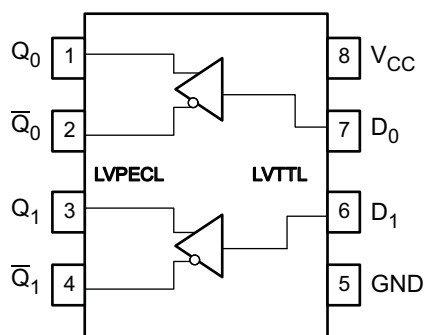 Q0 1 8 VCC
Q̅0 2 7 D0
LVPECL LVTTL
Q1 3 6 D1
Q̅1 4 5 GND